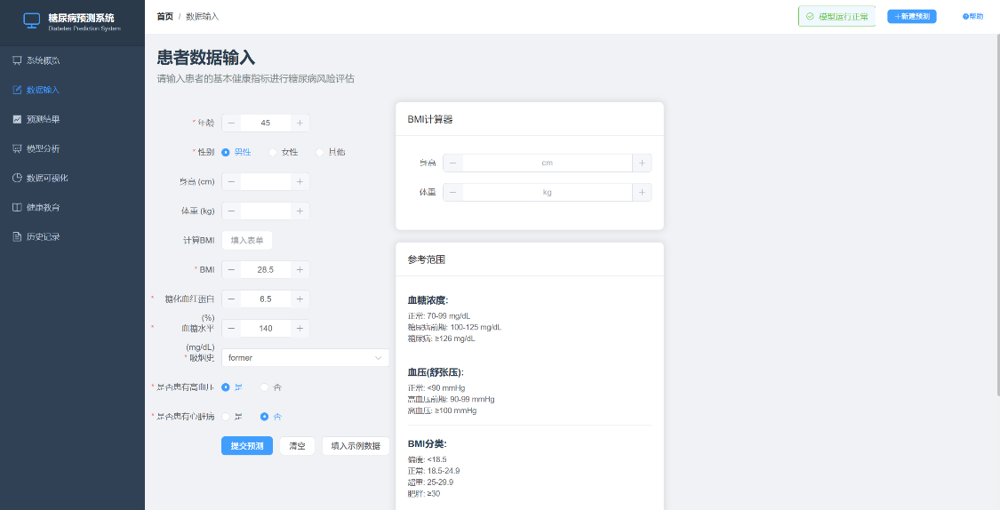 糖尿病预测系统
Diabetes Prediction System
首页 / 数据输入
模型运行正常
+新建预测
帮助
系统概览
数据输入
预测结果
模型分析
数据可视化
健康教育
历史记录
患者数据输入
请输入患者的基本健康指标进行糖尿病风险评估
* 年龄 − 45 +
* 性别 男性 女性 其他
身高 (cm) − +
体重 (kg) − +
计算BMI 填入表单
* BMI − 28.5 +
* 糖化血红蛋白 (%) − 6.5 +
* 血糖水平 (mg/dL) − 140 +
* 吸烟史 former
* 是否患有高血压 是 否
* 是否患有心脏病 是 否
提交预测 清空 填入示例数据
BMI计算器
身高 − cm +
体重 − kg +
参考范围
血糖浓度:
正常: 70-99 mg/dL
糖尿病前期: 100-125 mg/dL
糖尿病: ≥126 mg/dL
血压(舒张压):
正常: <90 mmHg
高血压前期: 90-99 mmHg
高血压: ≥100 mmHg
BMI分类:
偏瘦: <18.5
正常: 18.5-24.9
超重: 25-29.9
肥胖: ≥30